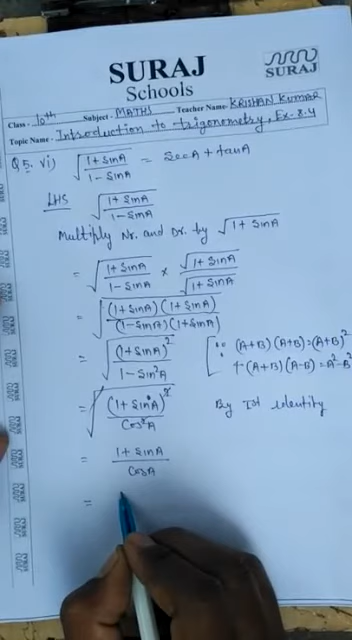 SURAJ
Schools
SURAJ
Class - 10th Subject - MATHS Teacher Name - KRISHAN KUMAR
Topic Name - Introduction to trigonometry, Ex-8.4
Q5. vi) √((1+sinA)/(1-sinA)) = SecA + tanA
LHS √((1+sinA)/(1-sinA))
Multiply Nr. and Dr. by √(1+sinA)
= √((1+sinA)/(1-sinA)) × √(1+sinA)/√(1+sinA)
= √((1+sinA)(1+sinA)/((1-sinA)(1+sinA)))
= √((1+sinA)²/(1-sin²A)) [∵ (A+B)(A+B)=(A+B)²
+(A+B)(A-B)=A²-B²
= √((1+sinA)²/Cos²A) By Ist identity
= (1+sinA)/CosA
=